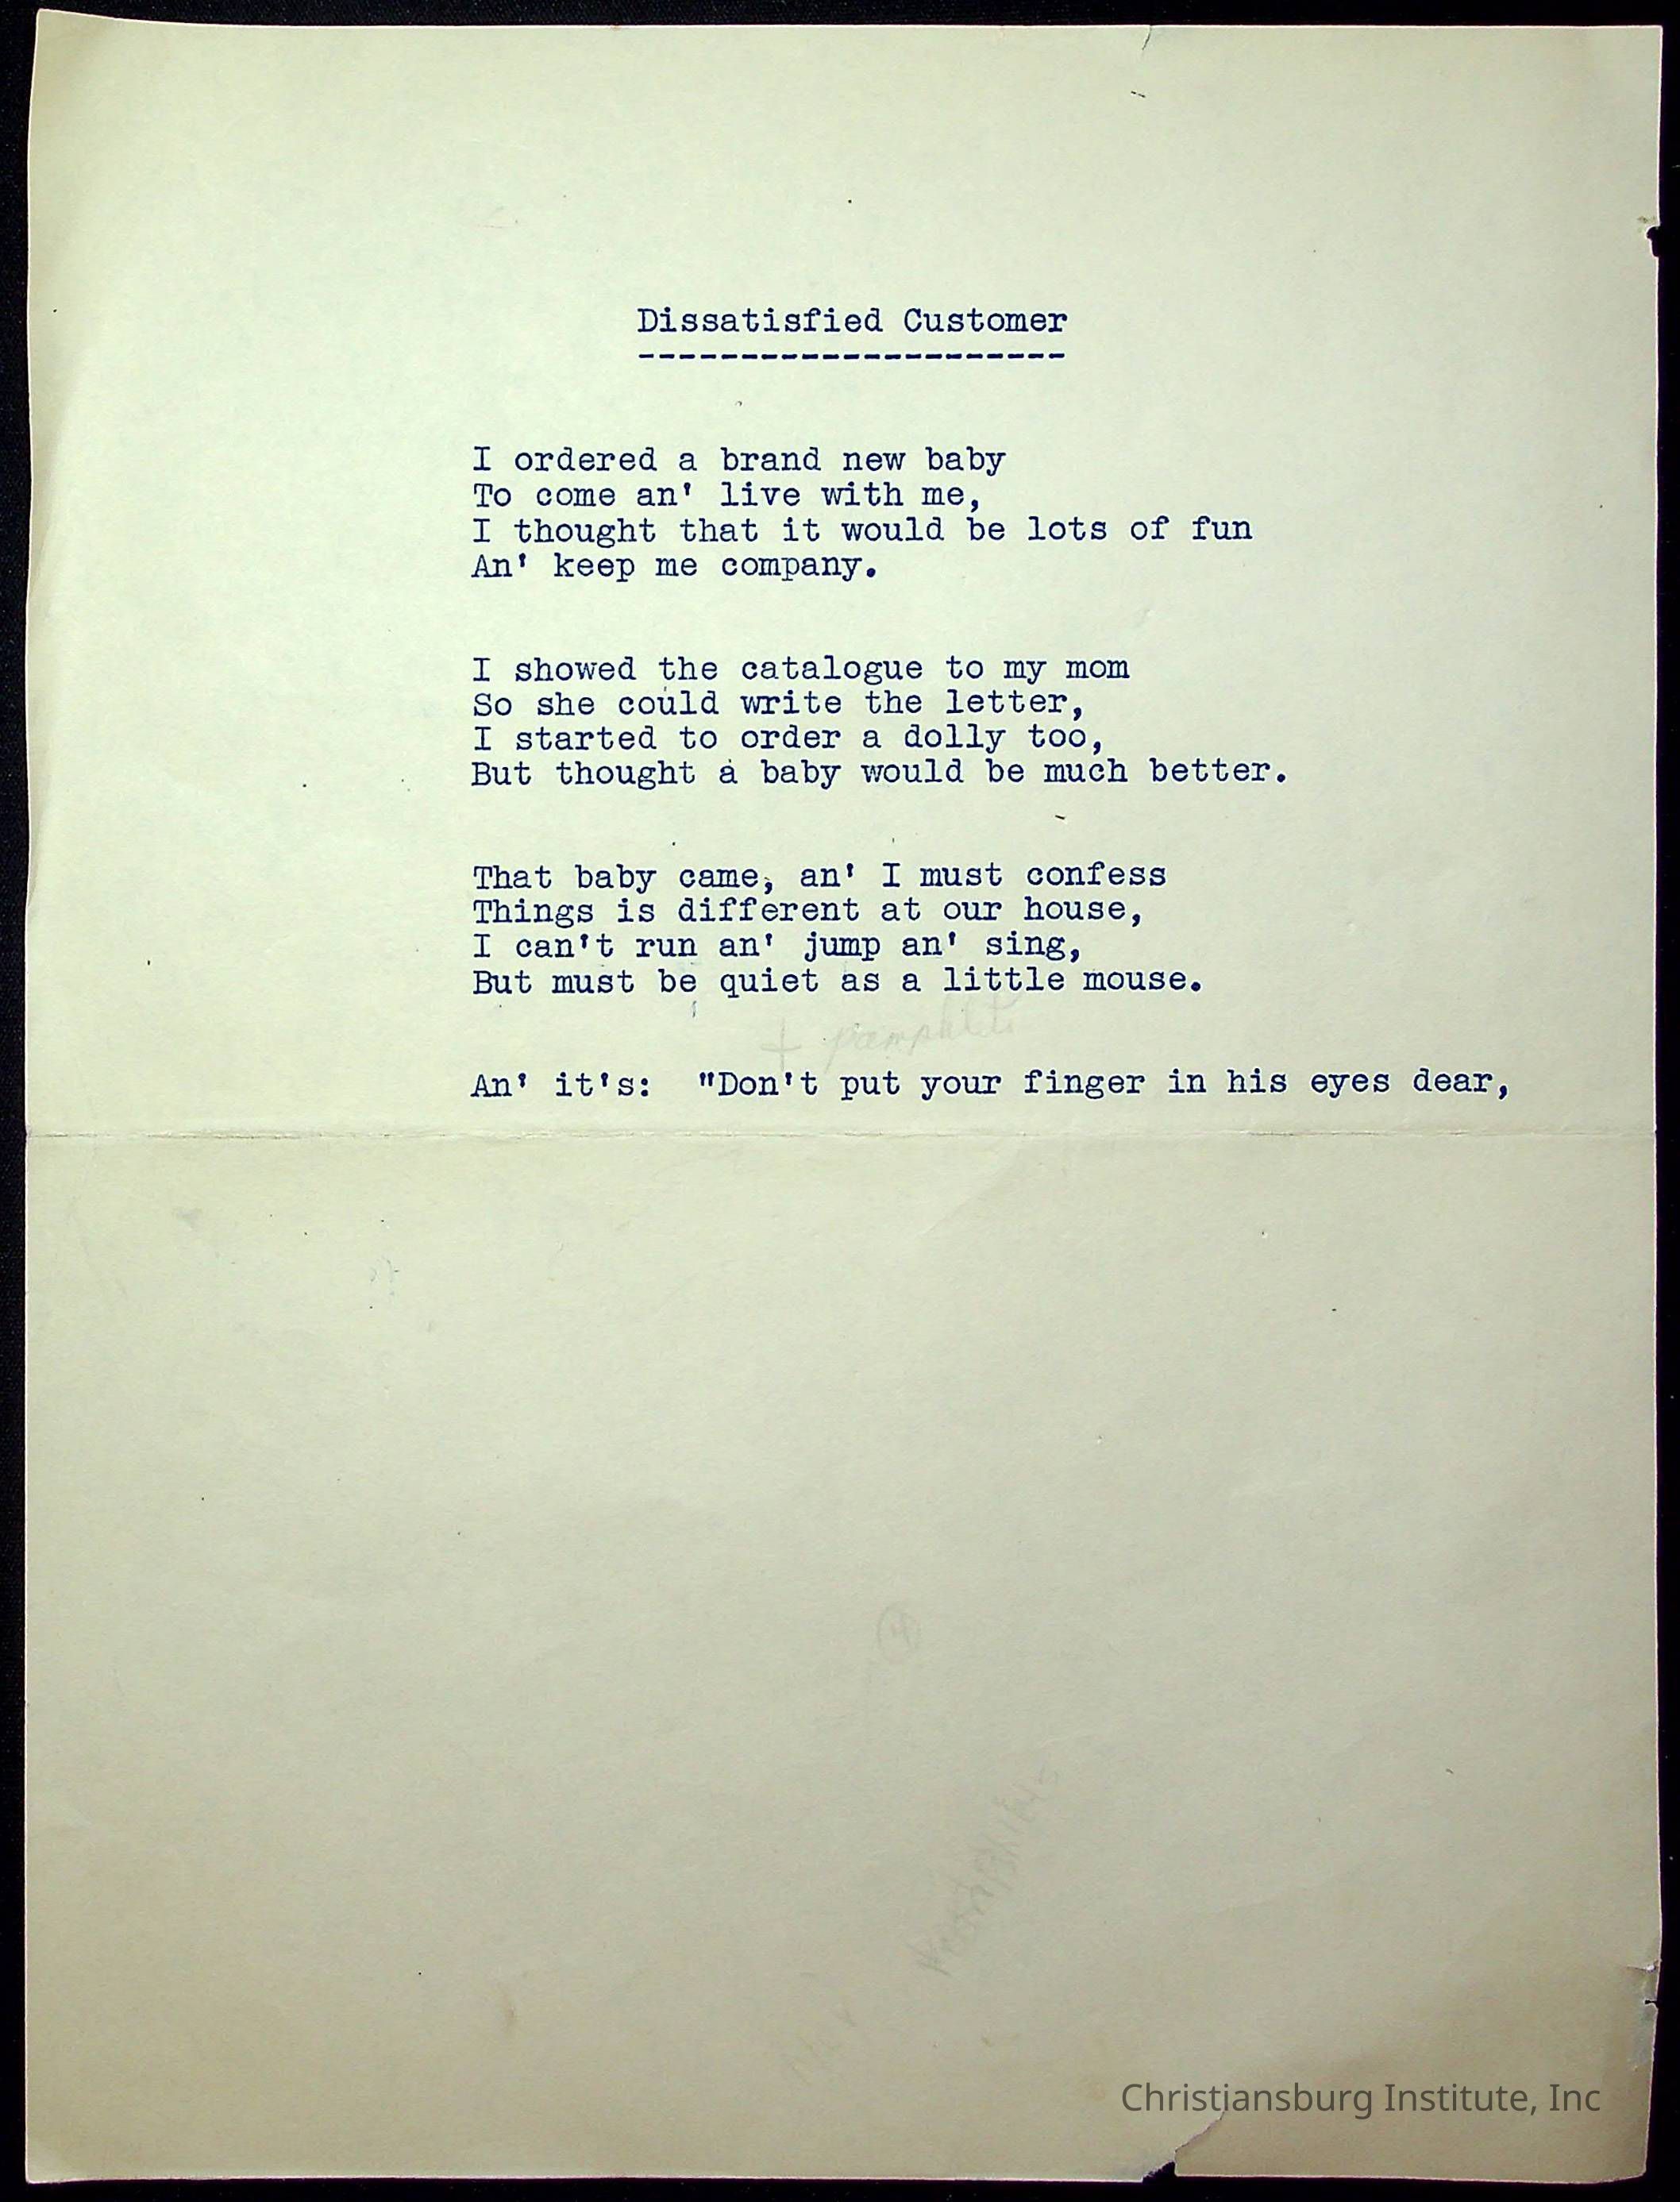 Dissatisfied Customer
---------------------
I ordered a brand new baby
To come an' live with me,
I thought that it would be lots of fun
An' keep me company.
I showed the catalogue to my mom
So she could write the letter,
I started to order a dolly too,
But thought a baby would be much better.
That baby came, an' I must confess
Things is different at our house,
I can't run an' jump an' sing,
But must be quiet as a little mouse.
+ pamphlets
An' it's: "Don't put your finger in his eyes dear,
Christiansburg Institute, Inc